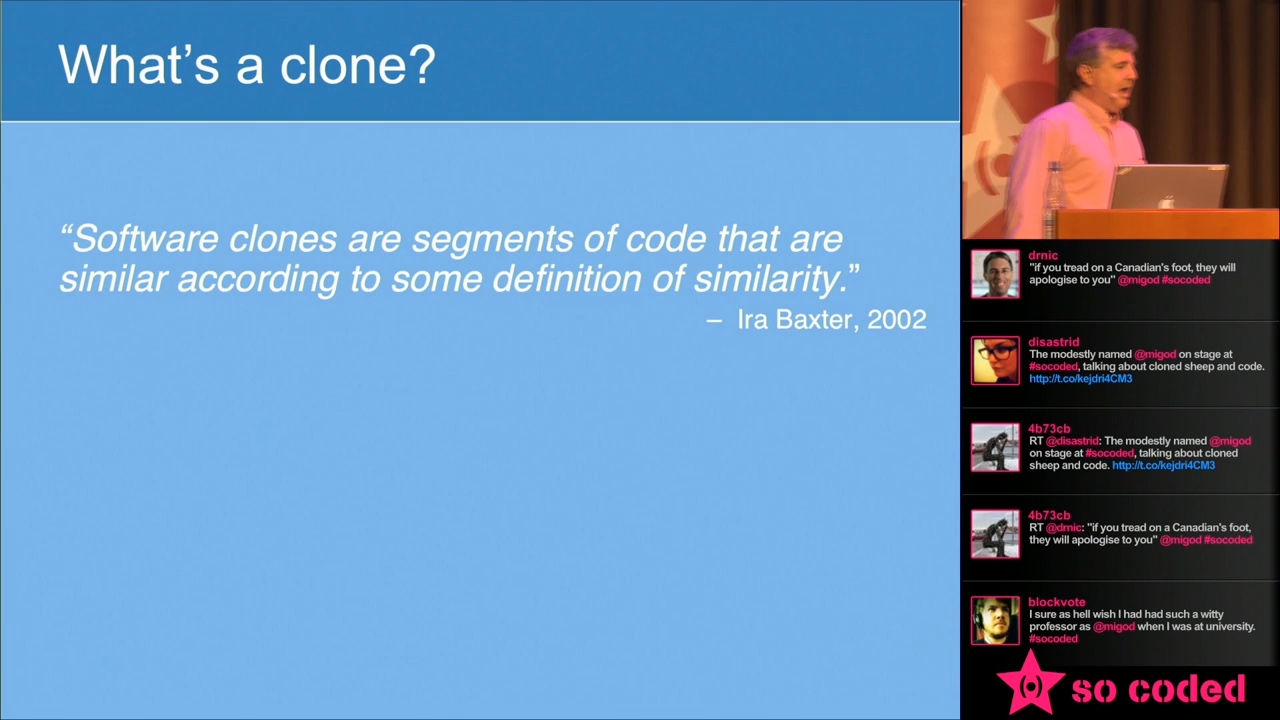 What's a clone?
“Software clones are segments of code that are
similar according to some definition of similarity.”
– Ira Baxter, 2002
drnic
"if you tread on a Canadian's foot, they will
apologise to you" @migod #socoded
disastrid
The modestly named @migod on stage at
#socoded, talking about cloned sheep and code.
http://t.co/kejdri4CM3
4b73cb
RT @disastrid: The modestly named @migod
on stage at #socoded, talking about cloned
sheep and code. http://t.co/kejdri4CM3
4b73cb
RT @drnic: "if you tread on a Canadian's foot,
they will apologise to you" @migod #socoded
blockvote
I sure as hell wish I had had such a witty
professor as @migod when I was at university.
#socoded
so coded